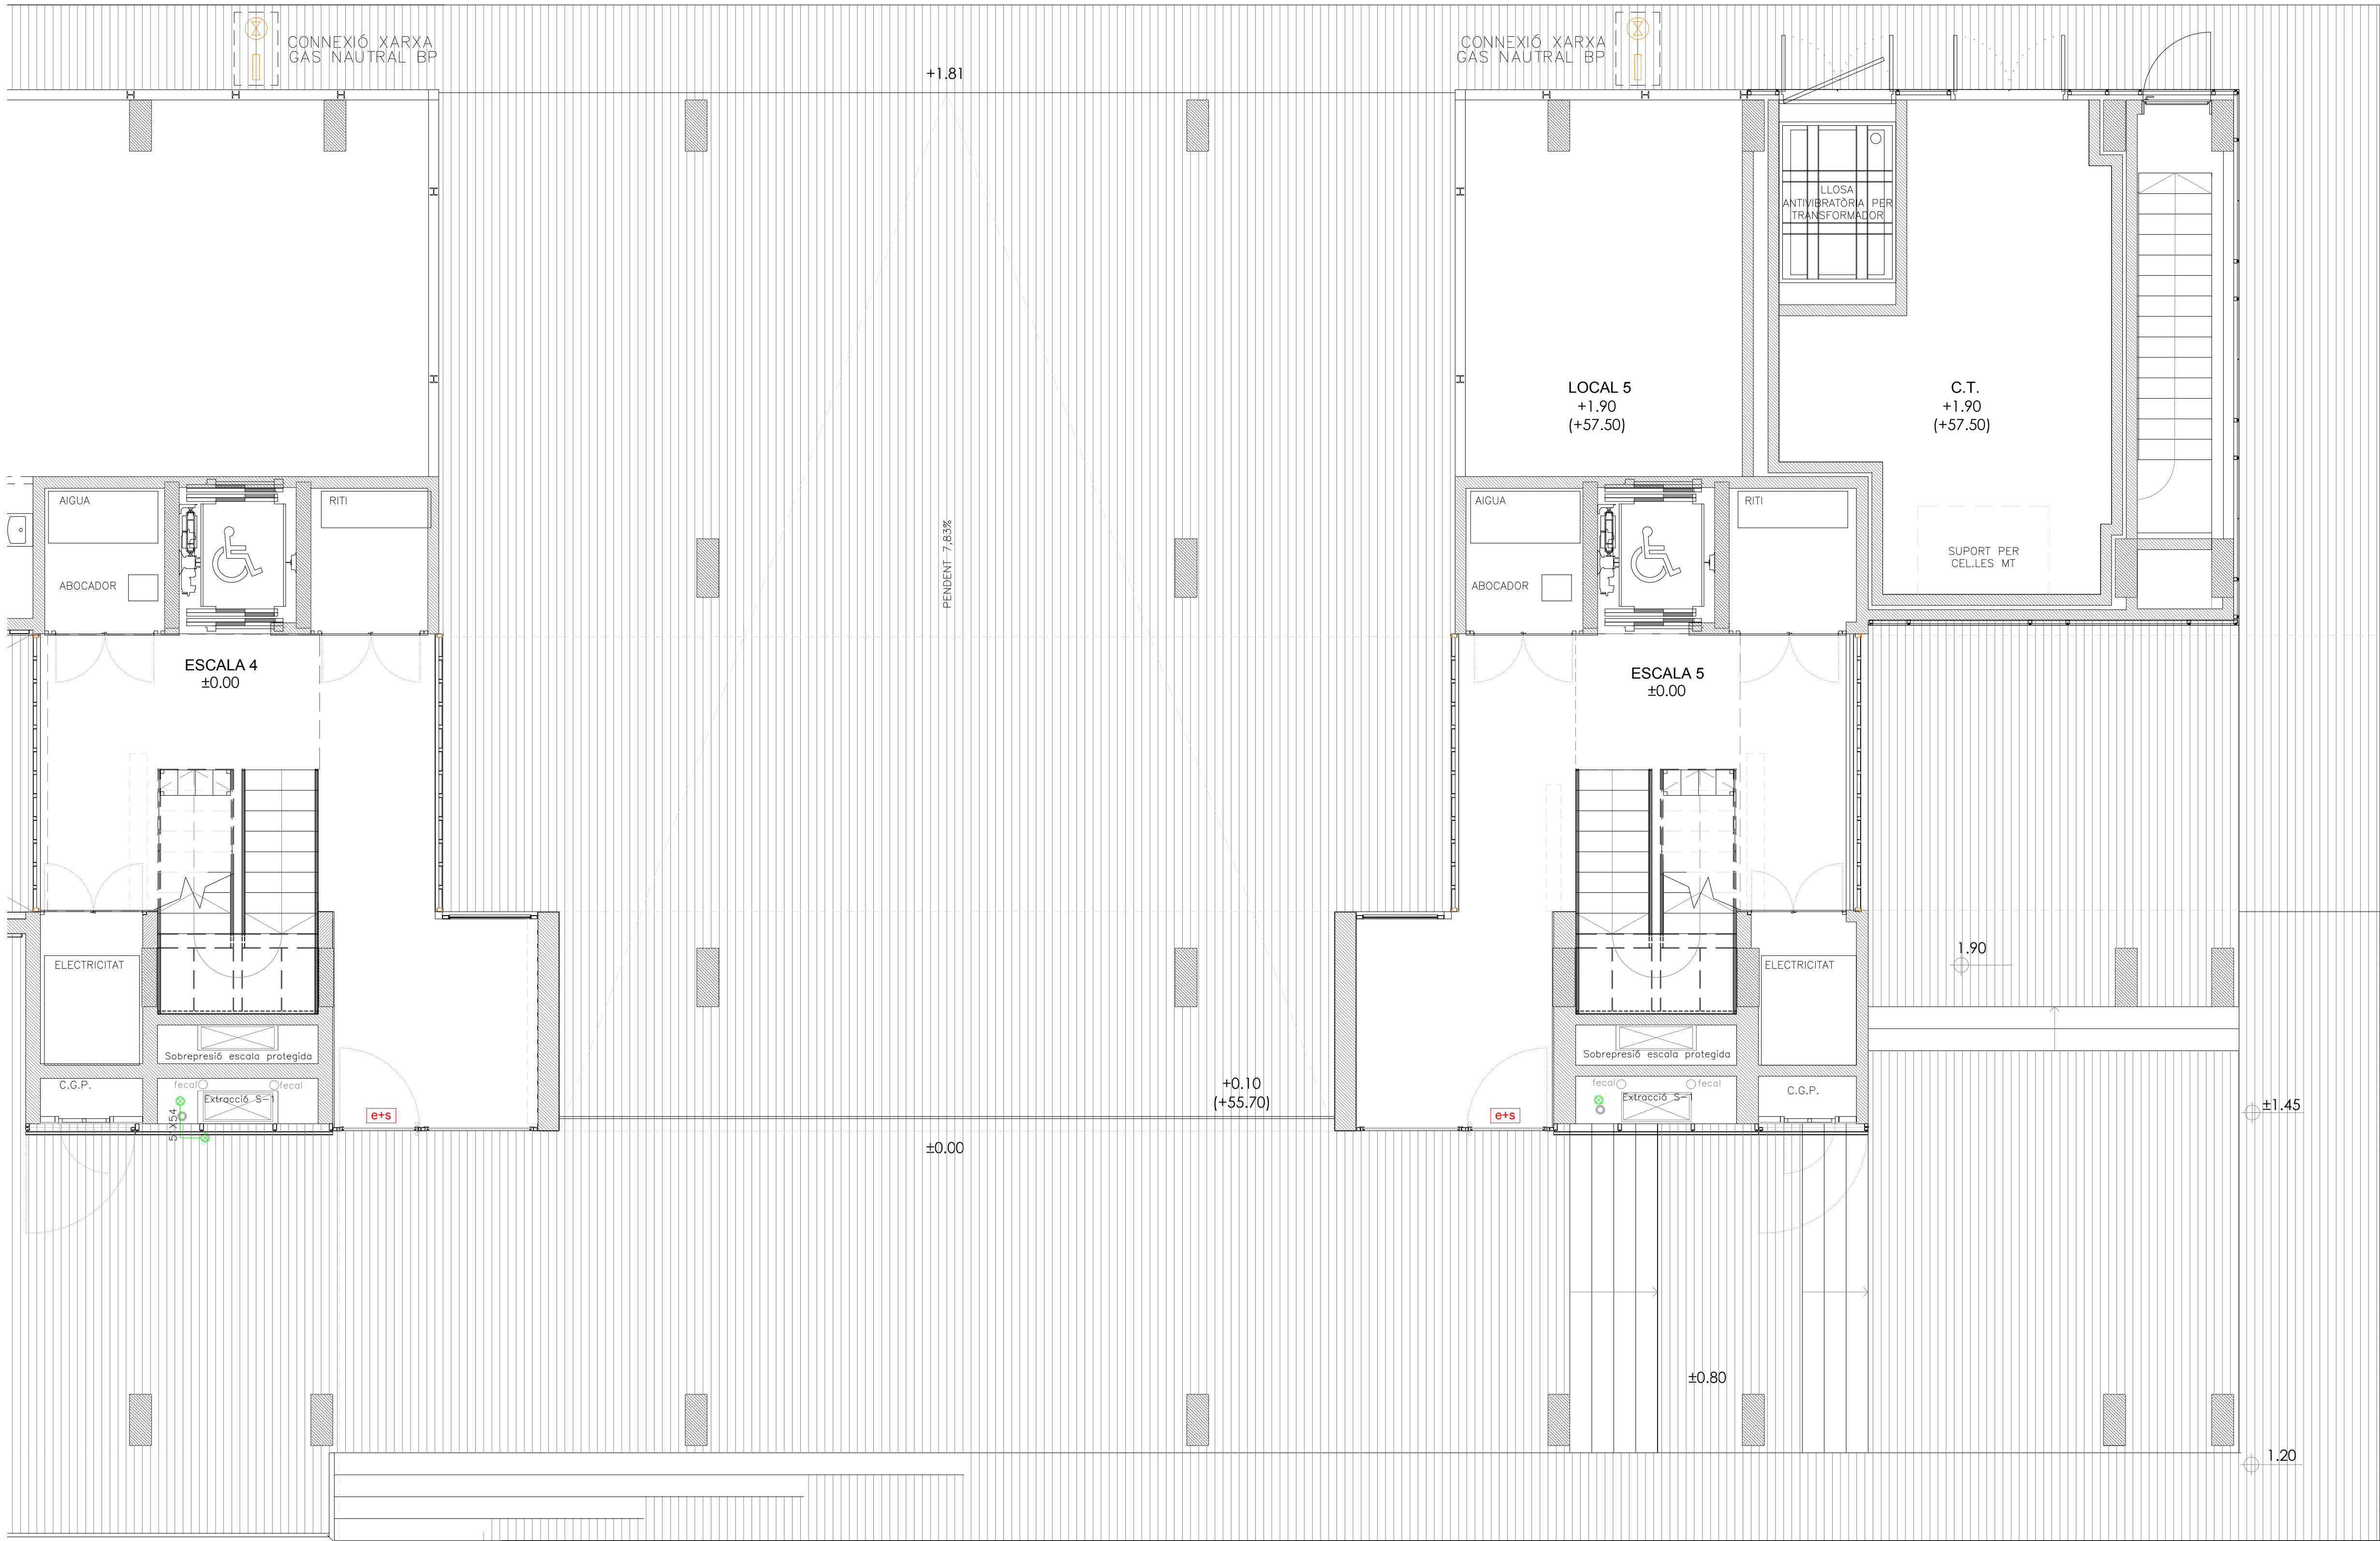 CONNEXIÓ XARXA
GAS NAUTRAL BP
CONNEXIÓ XARXA
GAS NAUTRAL BP
+1.81
LLOSA
ANTIVIBRATÒRIA PER
TRANSFORMADOR
LOCAL 5
+1.90
(+57.50)
C.T.
+1.90
(+57.50)
AIGUA
RITI
ABOCADOR
PENDENT 7,83%
AIGUA
RITI
ABOCADOR
SUPORT PER
CEL.LES MT
ESCALA 4
±0.00
ESCALA 5
±0.00
ELECTRICITAT
1.90
ELECTRICITAT
Sobrepresió escala protegida
Sobrepresió escala protegida
C.G.P.
fecal
fecal
Extracció S-1
e+s
+0.10
(+55.70)
e+s
fecal
fecal
Extracció S-1
C.G.P.
±1.45
±0.00
±0.80
1.20